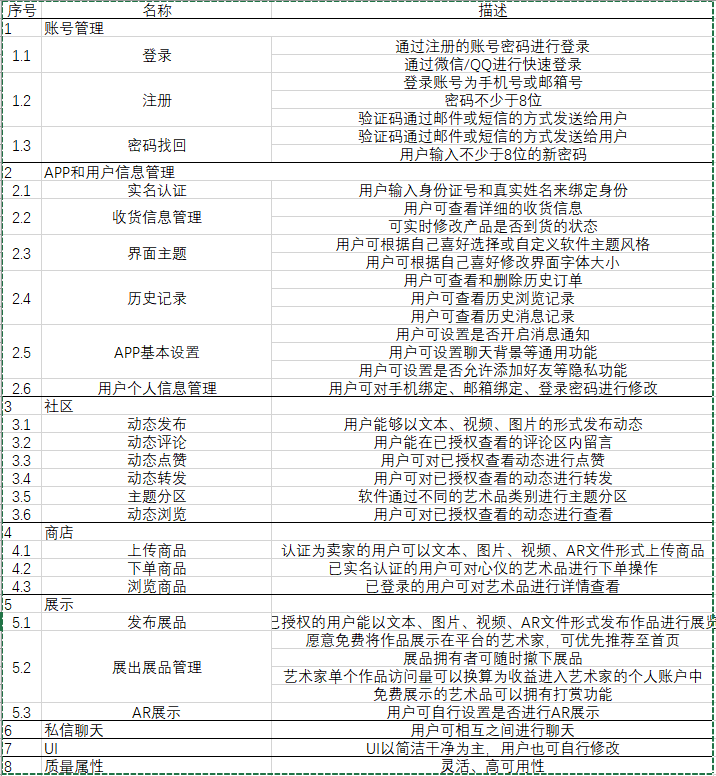 序号 名称 描述
1 账号管理
1.1 登录 通过注册的账号密码进行登录
通过微信/QQ进行快速登录
1.2 注册 登录账号为手机号或邮箱号
密码不少于8位
验证码通过邮件或短信的方式发送给用户
1.3 密码找回 验证码通过邮件或短信的方式发送给用户
用户输入不少于8位的新密码
2 APP和用户信息管理
2.1 实名认证 用户输入身份证号和真实姓名来绑定身份
2.2 收货信息管理 用户可查看详细的收货信息
可实时修改产品是否到货的状态
2.3 界面主题 用户可根据自己喜好选择或自定义软件主题风格
用户可根据自己喜好修改界面字体大小
2.4 历史记录 用户可查看和删除历史订单
用户可查看历史浏览记录
用户可查看历史消息记录
2.5 APP基本设置 用户可设置是否开启消息通知
用户可设置聊天背景等通用功能
用户可设置是否允许添加好友等隐私功能
2.6 用户个人信息管理 用户可对手机绑定、邮箱绑定、登录密码进行修改
3 社区
3.1 动态发布 用户能够以文本、视频、图片的形式发布动态
3.2 动态评论 用户能在已授权查看的评论区内留言
3.3 动态点赞 用户可对已授权查看动态进行点赞
3.4 动态转发 用户可对已授权查看的动态进行转发
3.5 主题分区 软件通过不同的艺术品类别进行主题分区
3.6 动态浏览 用户可对已授权查看的动态进行查看
4 商店
4.1 上传商品 认证为卖家的用户可以文本、图片、视频、AR文件形式上传商品
4.2 下单商品 已实名认证的用户可对心仪的艺术品进行下单操作
4.3 浏览商品 已登录的用户可对艺术品进行详情查看
5 展示
5.1 发布展品 已授权的用户能以文本、图片、视频、AR文件形式发布作品进行展览
5.2 展出展品管理 愿意免费将作品展示在平台的艺术家，可优先推荐至首页
展品拥有者可随时撤下展品
艺术家单个作品访问量可以换算为收益进入艺术家的个人账户中
免费展示的艺术品可以拥有打赏功能
5.3 AR展示 用户可自行设置是否进行AR展示
6 私信聊天 用户可相互之间进行聊天
7 UI UI以简洁干净为主，用户也可自行修改
8 质量属性 灵活、高可用性